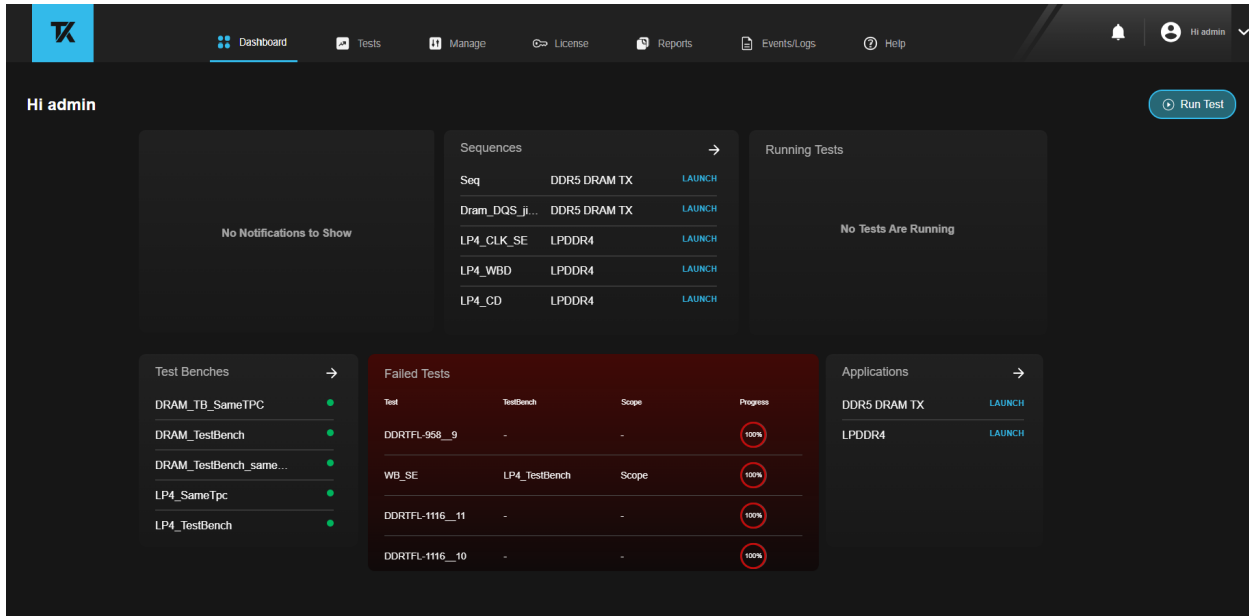 TK
Dashboard Tests Manage License Reports Events/Logs Help Hi admin
Hi admin
Run Test
No Notifications to Show
Sequences
Seq DDR5 DRAM TX LAUNCH
Dram_DQS_ji... DDR5 DRAM TX LAUNCH
LP4_CLK_SE LPDDR4 LAUNCH
LP4_WBD LPDDR4 LAUNCH
LP4_CD LPDDR4 LAUNCH
Running Tests
No Tests Are Running
Test Benches
DRAM_TB_SameTPC
DRAM_TestBench
DRAM_TestBench_same...
LP4_SameTpc
LP4_TestBench
Failed Tests
Test TestBench Scope Progress
DDRTFL-958__9 - - 100%
WB_SE LP4_TestBench Scope 100%
DDRTFL-1116__11 - - 100%
DDRTFL-1116__10 - - 100%
Applications
DDR5 DRAM TX LAUNCH
LPDDR4 LAUNCH